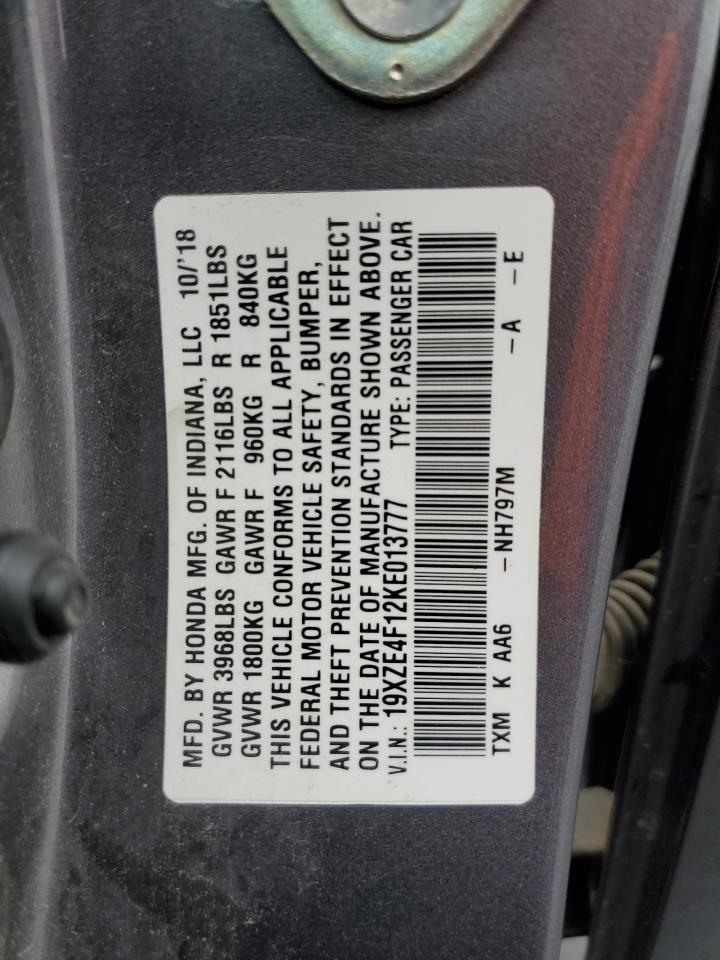 MFD. BY HONDA MFG. OF INDIANA, LLC 10/'18
GVWR 3968LBS GAWR F 2116LBS R 1851LBS
GVWR 1800KG GAWR F 960KG R 840KG
THIS VEHICLE CONFORMS TO ALL APPLICABLE
FEDERAL MOTOR VEHICLE SAFETY, BUMPER,
AND THEFT PREVENTION STANDARDS IN EFFECT
ON THE DATE OF MANUFACTURE SHOWN ABOVE.
V.I.N.: 19XZE4F12KE013777 TYPE: PASSENGER CAR
TXM K AA6 -NH797M -A -E